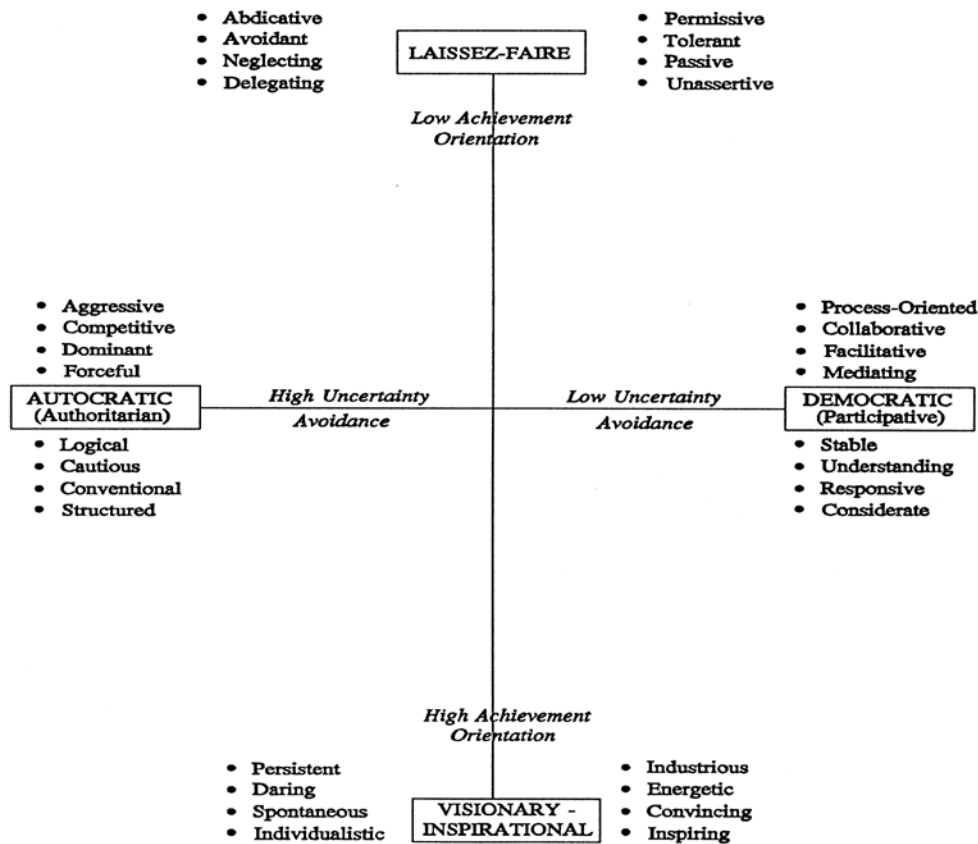 • Abdicative
• Avoidant
• Neglecting
• Delegating
LAISSEZ-FAIRE
• Permissive
• Tolerant
• Passive
• Unassertive
Low Achievement
Orientation
• Aggressive
• Competitive
• Dominant
• Forceful
AUTOCRATIC
(Authoritarian)
• Logical
• Cautious
• Conventional
• Structured
High Uncertainty
Avoidance
Low Uncertainty
Avoidance
• Process-Oriented
• Collaborative
• Facilitative
• Mediating
DEMOCRATIC
(Participative)
• Stable
• Understanding
• Responsive
• Considerate
High Achievement
Orientation
• Persistent
• Daring
• Spontaneous
• Individualistic
VISIONARY -
INSPIRATIONAL
• Industrious
• Energetic
• Convincing
• Inspiring